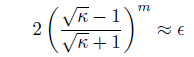 2 ( (√κ − 1) / (√κ + 1) )^m ≈ ϵ